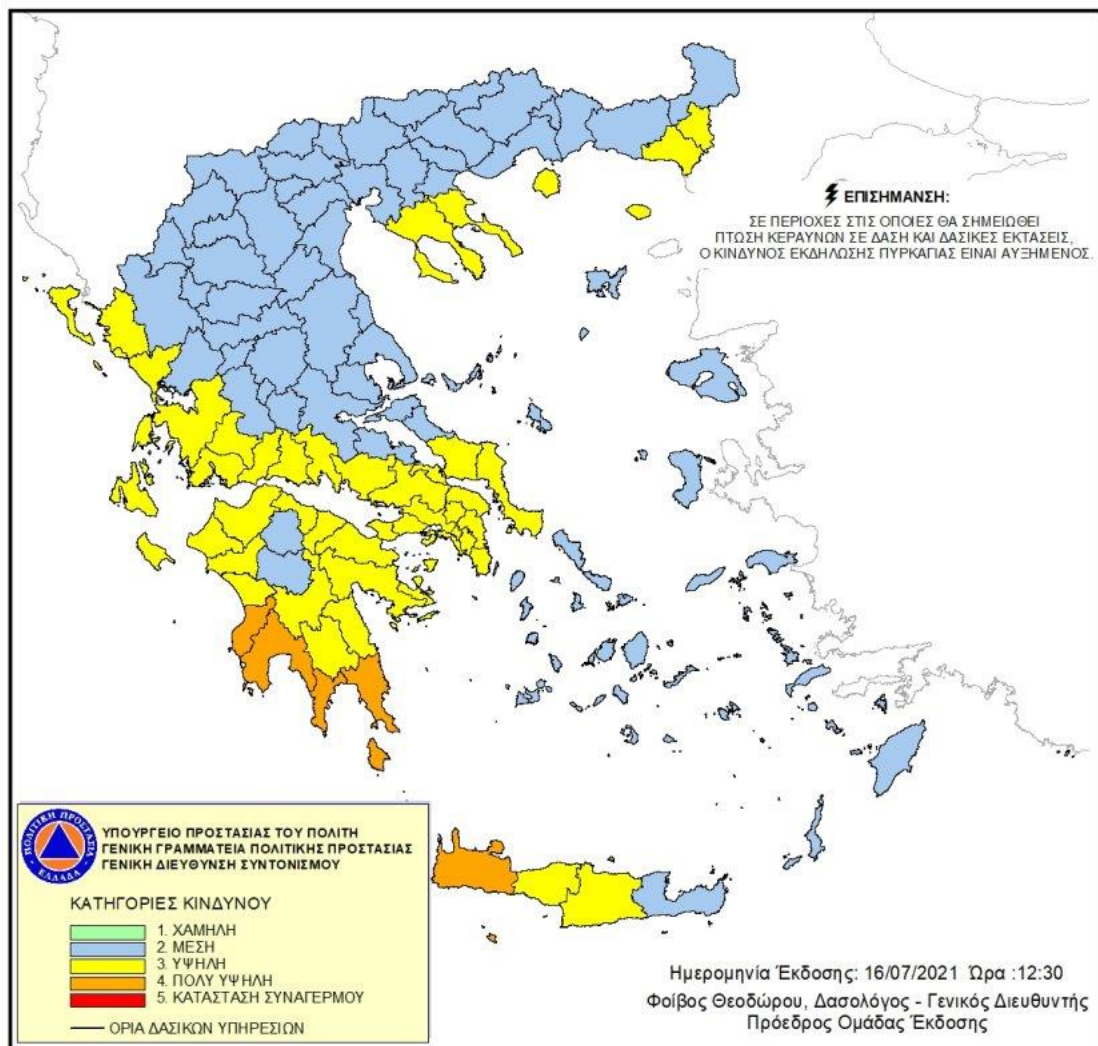 ΕΠΙΣΗΜΑΝΣΗ:
ΣΕ ΠΕΡΙΟΧΕΣ ΣΤΙΣ ΟΠΟΙΕΣ ΘΑ ΣΗΜΕΙΩΘΕΙ
ΠΤΩΣΗ ΚΕΡΑΥΝΩΝ ΣΕ ΔΑΣΗ ΚΑΙ ΔΑΣΙΚΕΣ ΕΚΤΑΣΕΙΣ,
Ο ΚΙΝΔΥΝΟΣ ΕΚΔΗΛΩΣΗΣ ΠΥΡΚΑΓΙΑΣ ΕΙΝΑΙ ΑΥΞΗΜΕΝΟΣ.
ΠΟΛΙΤΙΚΗ ΠΡΟΣΤΑΣΙΑ
ΕΛΛΑΔΑ
ΥΠΟΥΡΓΕΙΟ ΠΡΟΣΤΑΣΙΑΣ ΤΟΥ ΠΟΛΙΤΗ
ΓΕΝΙΚΗ ΓΡΑΜΜΑΤΕΙΑ ΠΟΛΙΤΙΚΗΣ ΠΡΟΣΤΑΣΙΑΣ
ΓΕΝΙΚΗ ΔΙΕΥΘΥΝΣΗ ΣΥΝΤΟΝΙΣΜΟΥ
ΚΑΤΗΓΟΡΙΕΣ ΚΙΝΔΥΝΟΥ
1. ΧΑΜΗΛΗ
2. ΜΕΣΗ
3. ΥΨΗΛΗ
4. ΠΟΛΥ ΥΨΗΛΗ
5. ΚΑΤΑΣΤΑΣΗ ΣΥΝΑΓΕΡΜΟΥ
ΟΡΙΑ ΔΑΣΙΚΩΝ ΥΠΗΡΕΣΙΩΝ
Ημερομηνία Έκδοσης: 16/07/2021 Ώρα :12:30
Φοίβος Θεοδώρου, Δασολόγος - Γενικός Διευθυντής
Πρόεδρος Ομάδας Έκδοσης